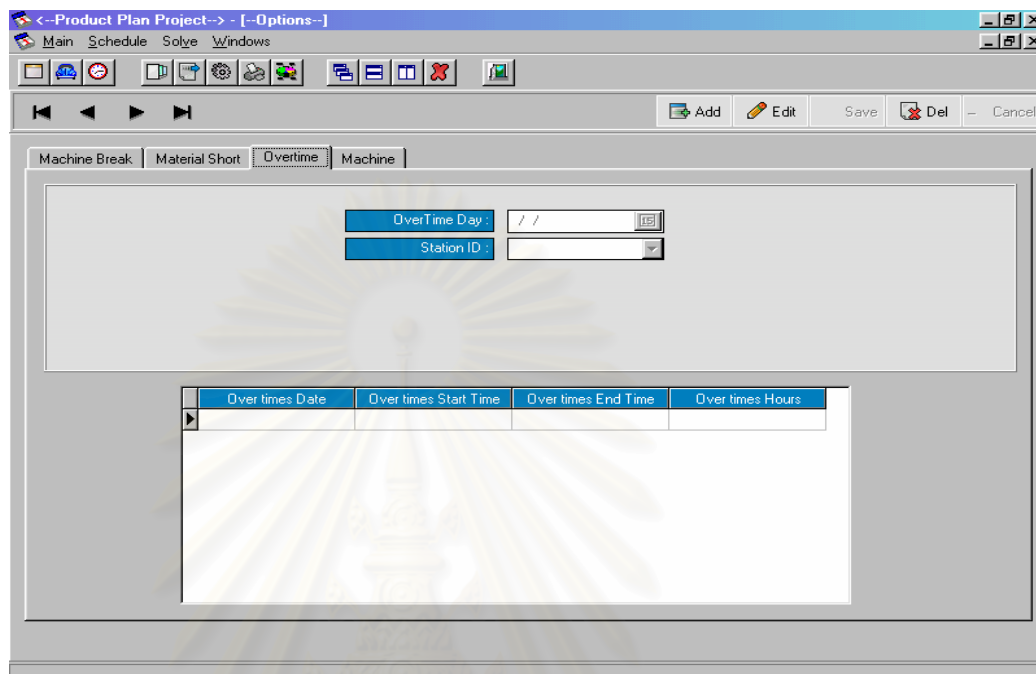 <--Product Plan Project--> - [--Options--]
Main Schedule Solve Windows
Add Edit Save Del Cancel
Machine Break Material Short Overtime Machine
OverTime Day : / / 15
Station ID :
Over times Date Over times Start Time Over times End Time Over times Hours